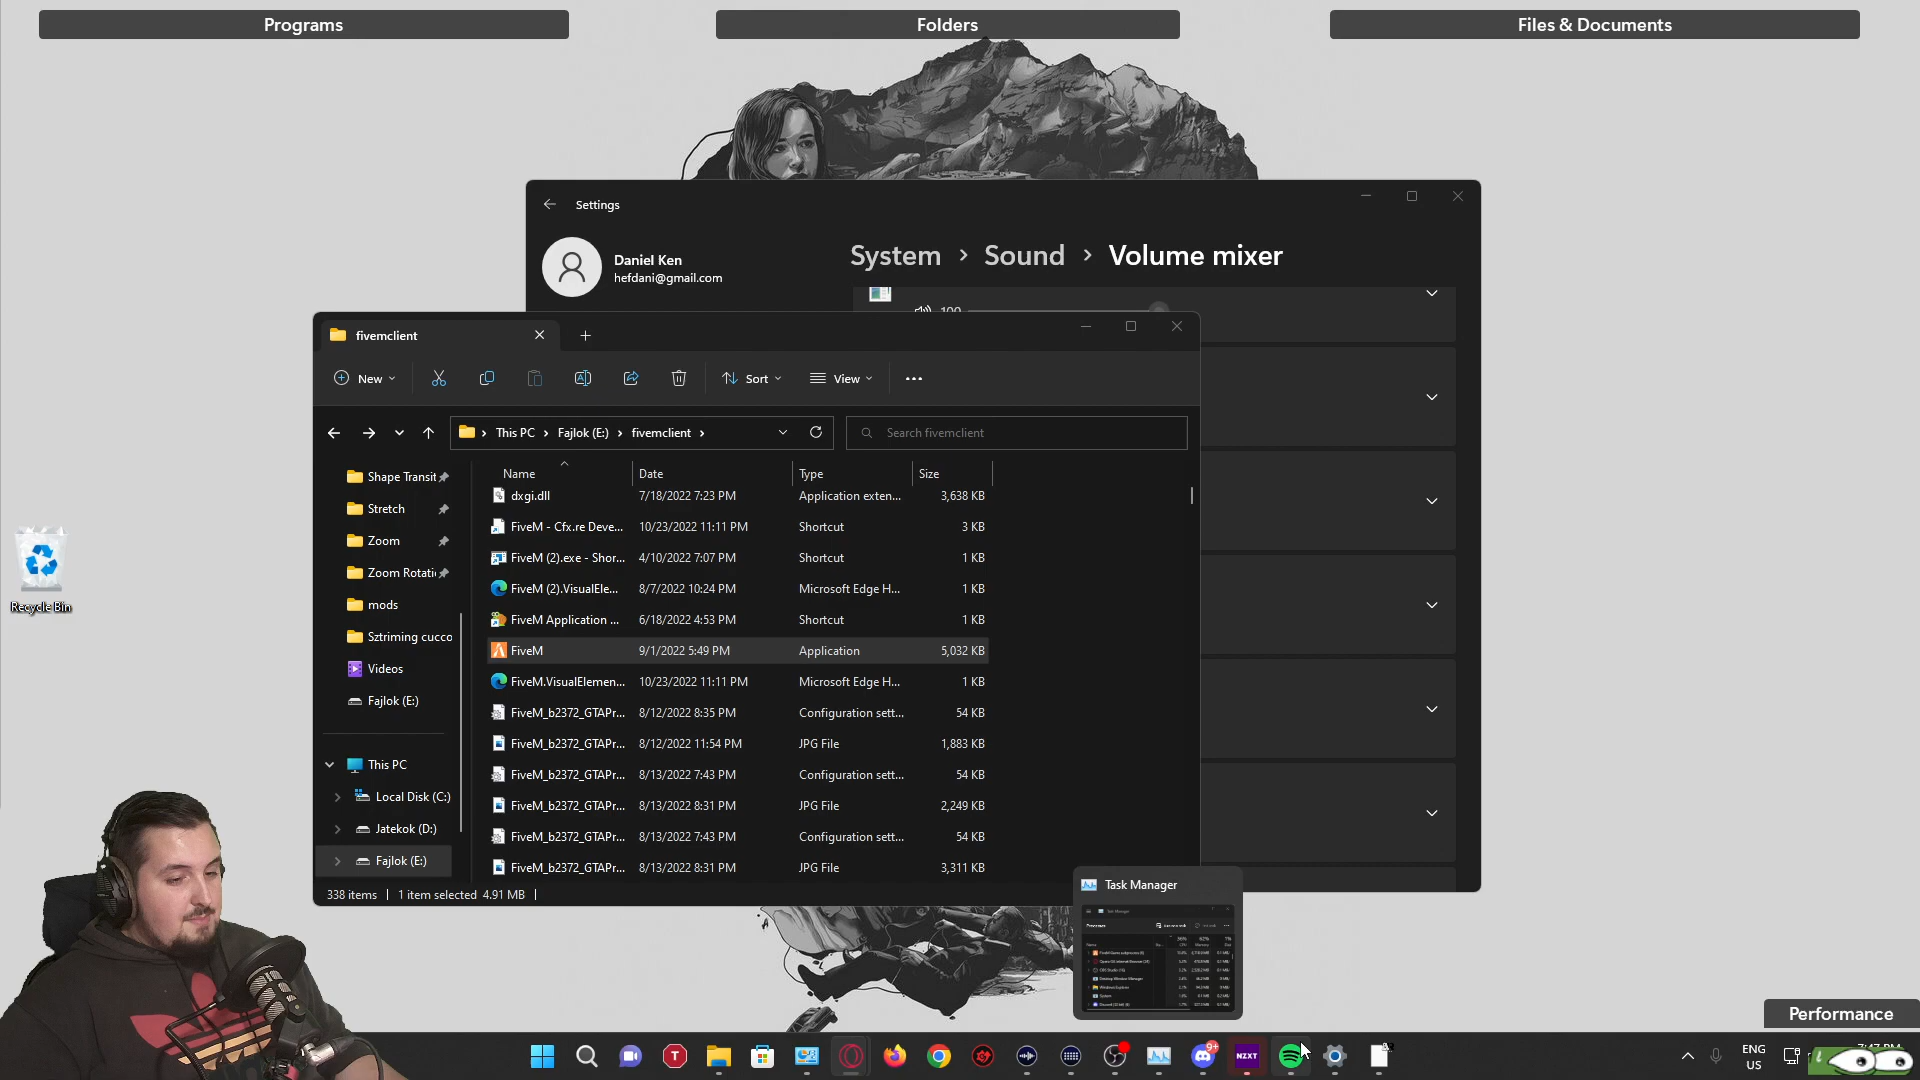 Programs
Folders
Files & Documents
Settings
Daniel Ken
hefdani@gmail.com
System > Sound > Volume mixer
100
fivemclient
New
Sort
View
This PC > Fajlok (E:) > fivemclient >
Search fivemclient
Name Date Type Size
Shape Transit
Stretch
Zoom
Zoom Rotati
mods
Sztriming cucco
Videos
Fajlok (E:)
This PC
Local Disk (C:)
Jatekok (D:)
Fajlok (E:)
dxgi.dll 7/18/2022 7:23 PM Application exten... 3,638 KB
FiveM - Cfx.re Deve... 10/23/2022 11:11 PM Shortcut 3 KB
FiveM (2).exe - Shor... 4/10/2022 7:07 PM Shortcut 1 KB
FiveM (2).VisualEle... 8/7/2022 10:24 PM Microsoft Edge H... 1 KB
FiveM Application ... 6/18/2022 4:53 PM Shortcut 1 KB
FiveM 9/1/2022 5:49 PM Application 5,032 KB
FiveM.VisualElemen... 10/23/2022 11:11 PM Microsoft Edge H... 1 KB
FiveM_b2372_GTAPr... 8/12/2022 8:35 PM Configuration sett... 54 KB
FiveM_b2372_GTAPr... 8/12/2022 11:54 PM JPG File 1,883 KB
FiveM_b2372_GTAPr... 8/13/2022 7:43 PM Configuration sett... 54 KB
FiveM_b2372_GTAPr... 8/13/2022 8:31 PM JPG File 2,249 KB
FiveM_b2372_GTAPr... 8/13/2022 7:43 PM Configuration sett... 54 KB
FiveM_b2372_GTAPr... 8/13/2022 8:31 PM JPG File 3,311 KB
338 items 1 item selected 4.91 MB
Task Manager
Recycle Bin
Performance
T
9+
NZXT
ENG
US